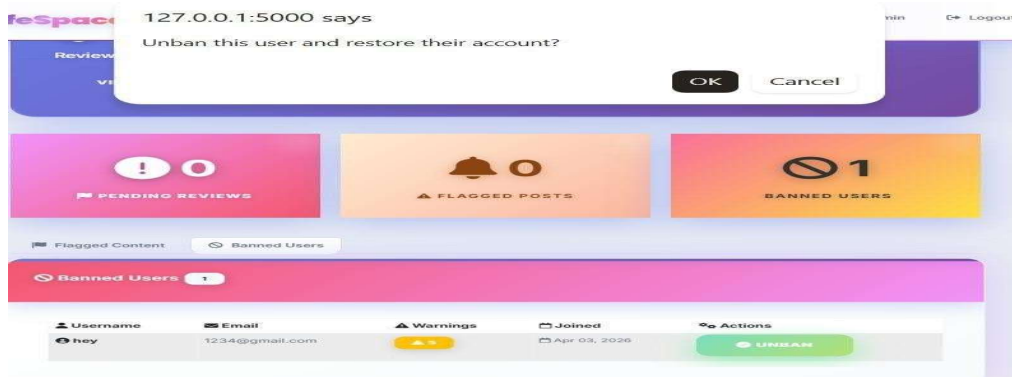 127.0.0.1:5000 says
Unban this user and restore their account?
OK Cancel
Logout
Review
0 0 1
PENDING REVIEWS FLAGGED POSTS BANNED USERS
Flagged Content Banned Users
Banned Users 1
Username Email Warnings Joined Actions
hey 1234@gmail.com Apr 03, 2026 UNBAN